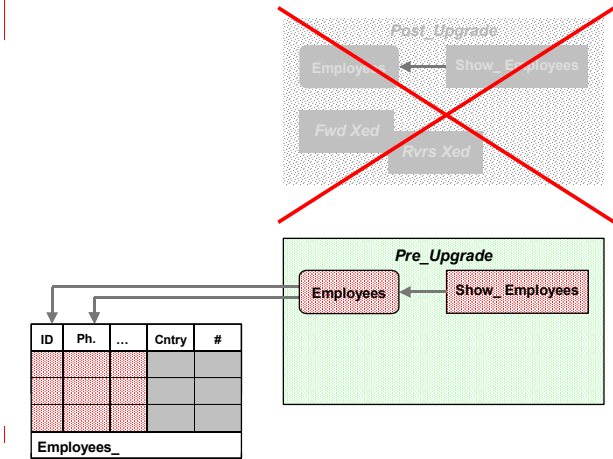 Post_Upgrade
Employees
Show_ Employees
Fwd Xed
Rvrs Xed
Pre_Upgrade
Employees
Show_ Employees
ID Ph. ... Cntry #
Employees_